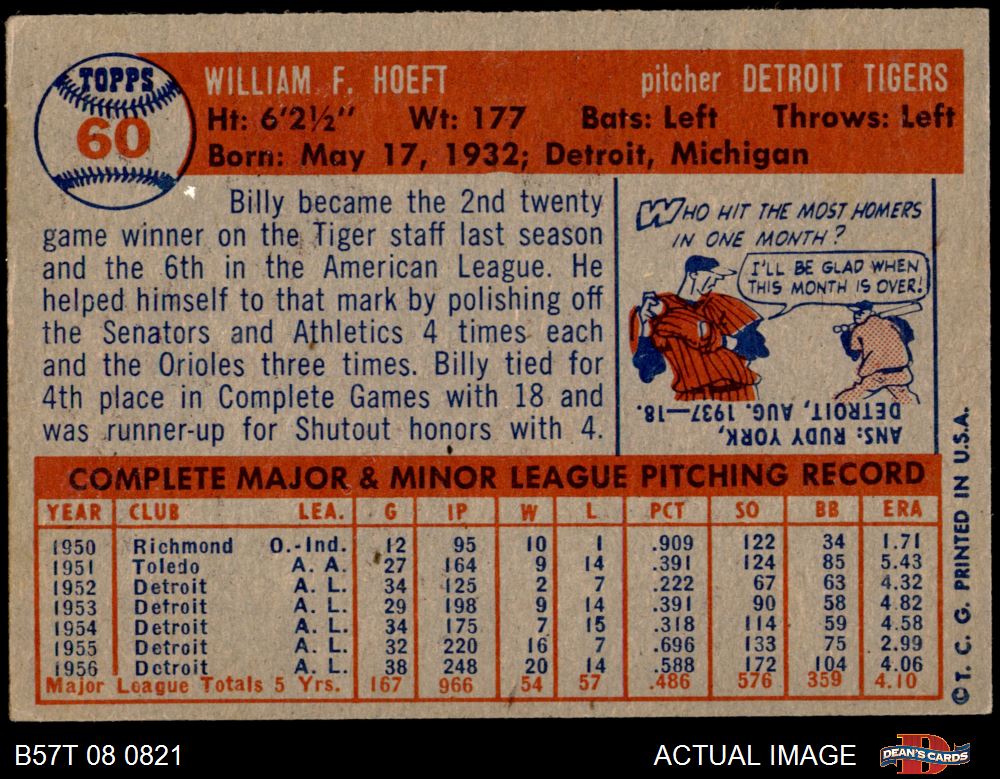 TOPPS
60
WILLIAM F. HOEFT pitcher DETROIT TIGERS
Ht: 6'2½" Wt: 177 Bats: Left Throws: Left
Born: May 17, 1932; Detroit, Michigan
Billy became the 2nd twenty
game winner on the Tiger staff last season
and the 6th in the American League. He
helped himself to that mark by polishing off
the Senators and Athletics 4 times each
and the Orioles three times. Billy tied for
4th place in Complete Games with 18 and
was runner-up for Shutout honors with 4.
WHO HIT THE MOST HOMERS
IN ONE MONTH?
I'LL BE GLAD WHEN
THIS MONTH IS OVER!
ANS: RUDY YORK,
DETROIT, AUG. 1937—18.
COMPLETE MAJOR & MINOR LEAGUE PITCHING RECORD
YEAR CLUB LEA. G IP W L PCT SO BB ERA
1950 Richmond O.-Ind. 12 95 10 1 .909 122 34 1.71
1951 Toledo A. A. 27 164 9 14 .391 124 85 5.43
1952 Detroit A. L. 34 125 2 7 .222 67 63 4.32
1953 Detroit A. L. 29 198 9 14 .391 90 58 4.82
1954 Detroit A. L. 34 175 7 15 .318 114 59 4.58
1955 Detroit A. L. 32 220 16 7 .696 133 75 2.99
1956 Detroit A. L. 38 248 20 14 .588 172 104 4.06
Major League Totals 5 Yrs. 167 966 54 57 .486 576 359 4.10
© T. C. G. PRINTED IN U.S.A.
B57T 08 0821 ACTUAL IMAGE
DEAN'S CARDS